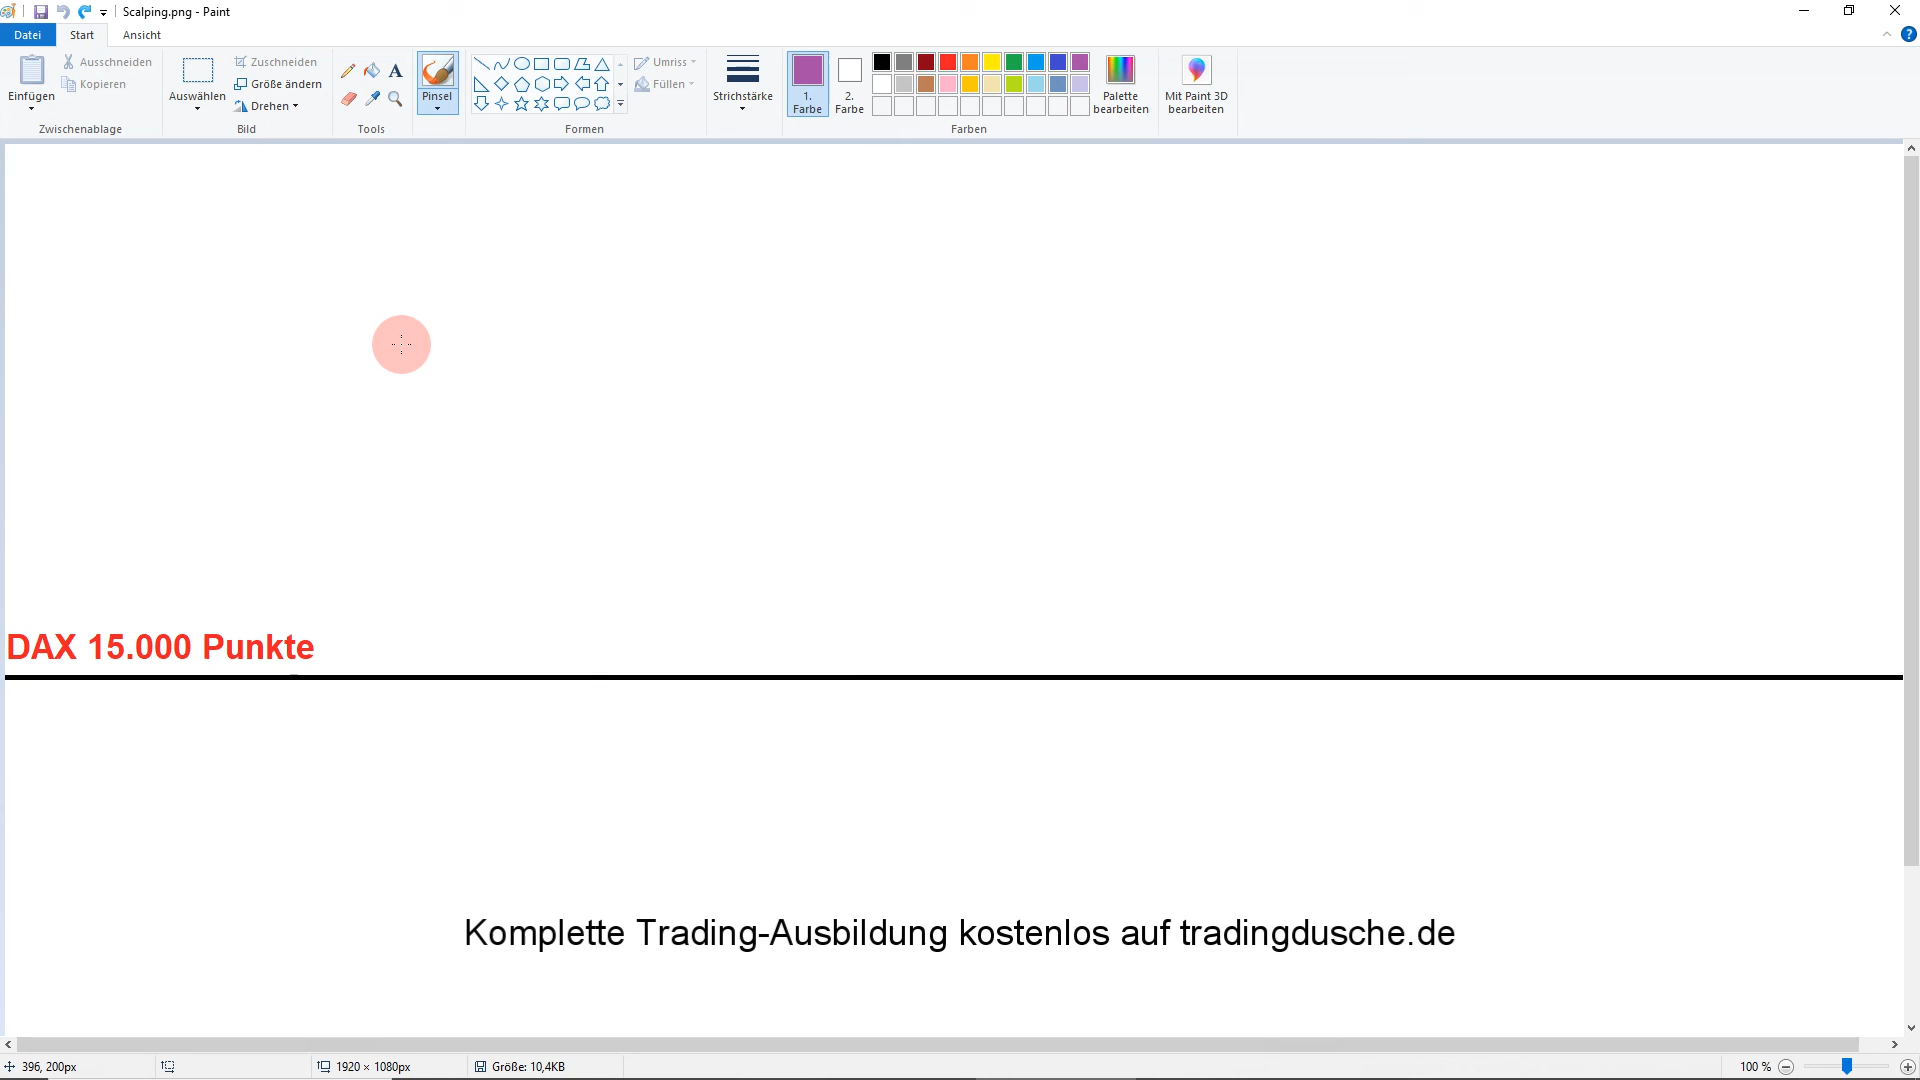 Scalping.png - Paint
Datei Start Ansicht
Einfügen
Ausschneiden
Kopieren
Zwischenablage
Auswählen
Zuschneiden
Größe ändern
Drehen
Bild
A
Tools
Pinsel
Formen
Umriss
Füllen
Strichstärke
1. Farbe
2. Farbe
Farben
Palette bearbeiten
Mit Paint 3D bearbeiten
DAX 15.000 Punkte
Komplette Trading-Ausbildung kostenlos auf tradingdusche.de
396, 200px
1920 × 1080px
Größe: 10,4KB
100 %